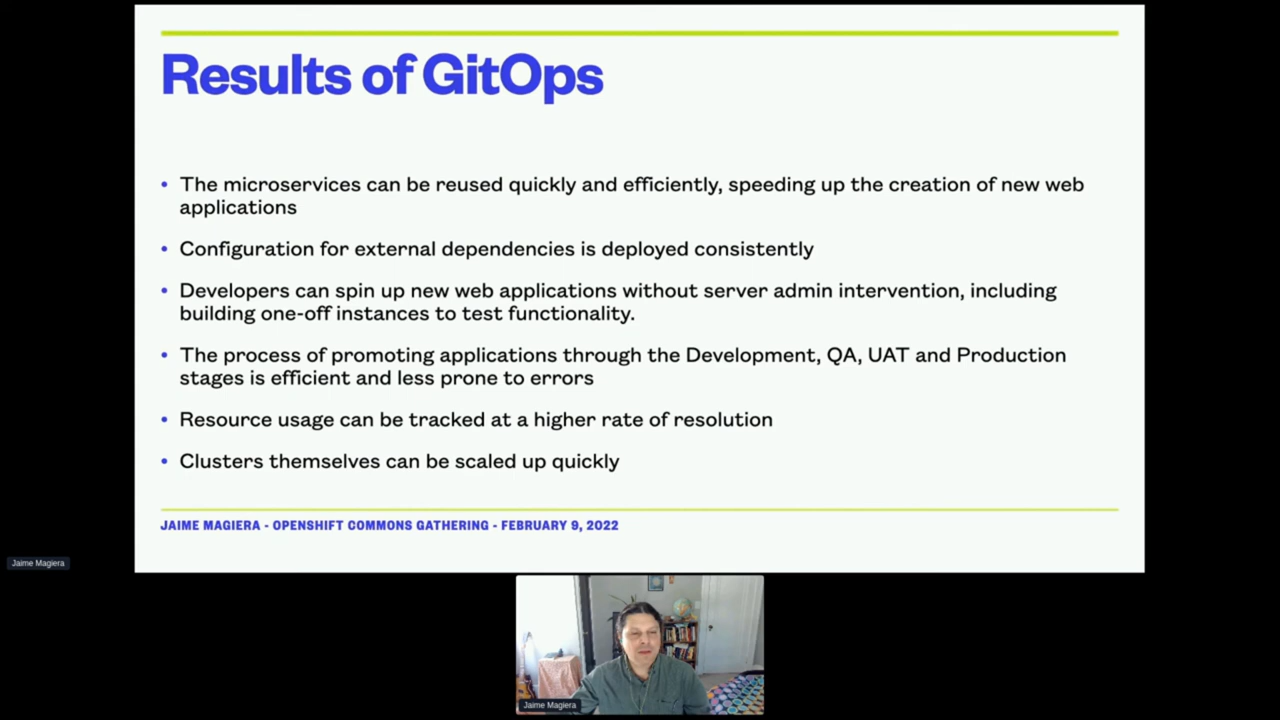 Results of GitOps
• The microservices can be reused quickly and efficiently, speeding up the creation of new web
applications
• Configuration for external dependencies is deployed consistently
• Developers can spin up new web applications without server admin intervention, including
building one-off instances to test functionality.
• The process of promoting applications through the Development, QA, UAT and Production
stages is efficient and less prone to errors
• Resource usage can be tracked at a higher rate of resolution
• Clusters themselves can be scaled up quickly
JAIME MAGIERA - OPENSHIFT COMMONS GATHERING - FEBRUARY 9, 2022
Jaime Magiera
Jaime Magiera